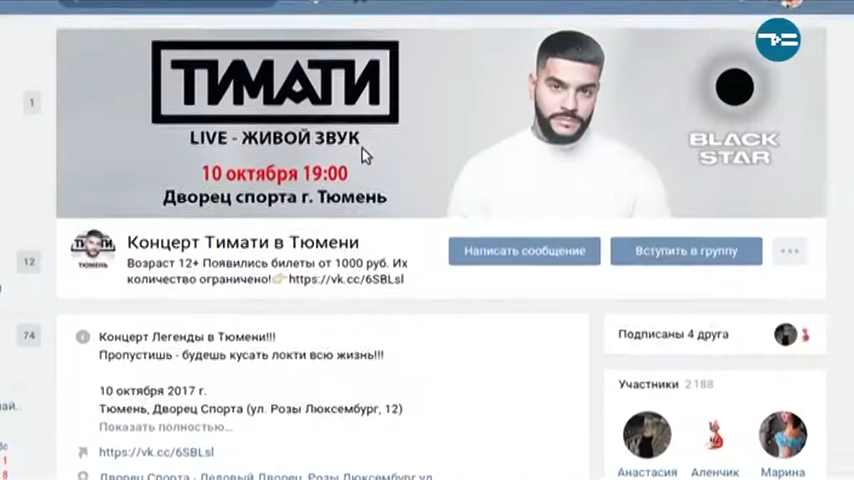 ТИМАТИ
LIVE - ЖИВОЙ ЗВУК
10 октября 19:00
Дворец спорта г. Тюмень
BLACK
STAR
1
Концерт Тимати в Тюмени
Возраст 12+ Появились билеты от 1000 руб. Их
количество ограничено!👉https://vk.cc/6SBLsl
Написать сообщение
Вступить в группу
ТИМАТИ
ТЮМЕНЬ
12
74
Концерт Легенды в Тюмени!!!
Пропустишь - будешь кусать локти всю жизнь!!!
10 октября 2017 г.
Тюмень, Дворец Спорта (ул. Розы Люксембург, 12)
Показать полностью...
https://vk.cc/6SBLsl
Дворец Спорта - Ледовый Дворец, Розы Люксембург ул
Подписаны 4 друга
Участники 2 188
Анастасия
Аленчик
Марина
1
8